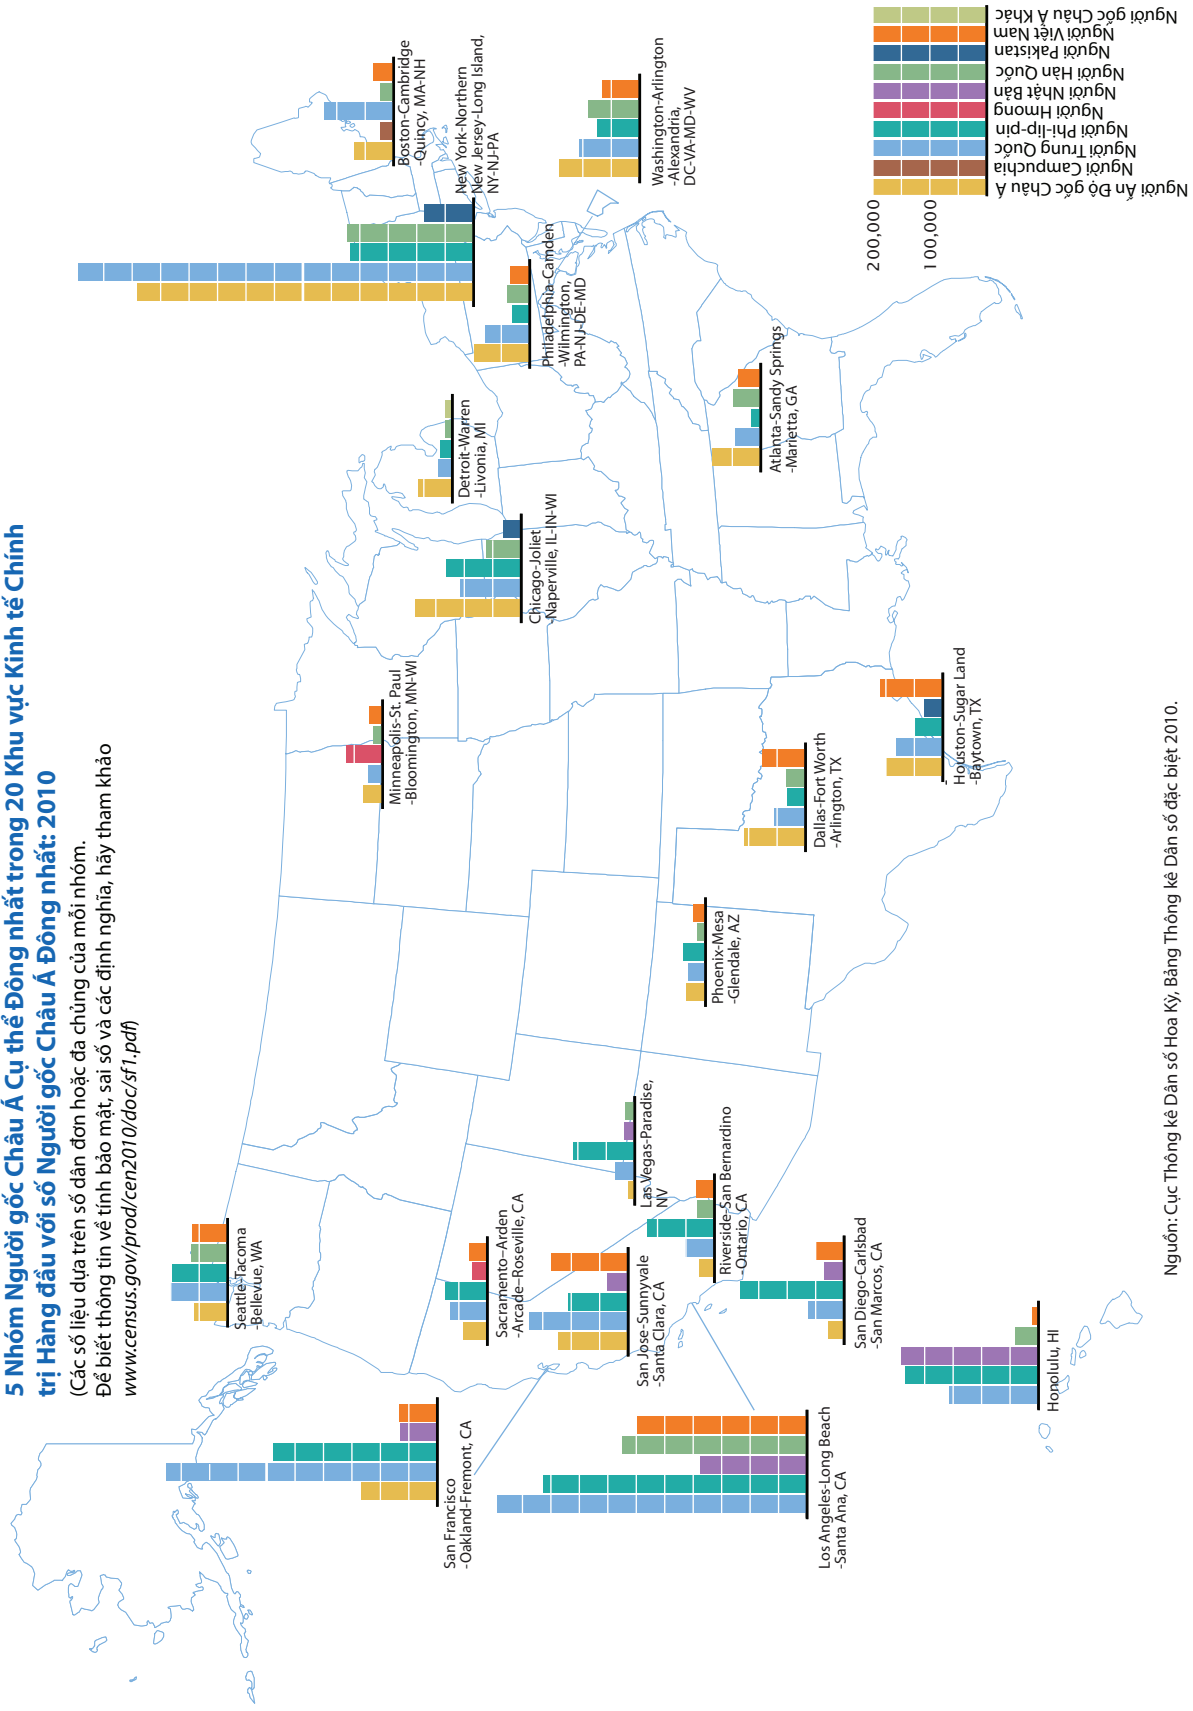 5 Nhóm Người gốc Châu Á Cụ thể Đông nhất trong 20 Khu vực Kinh tế Chính
trị Hàng đầu với số Người gốc Châu Á Đông nhất: 2010
(Các số liệu dựa trên số dân đơn hoặc đa chủng của mỗi nhóm.
Để biết thông tin về tính bảo mật, sai số và các định nghĩa, hãy tham khảo
www.census.gov/prod/cen2010/doc/sf1.pdf)
Seattle-Tacoma
-Bellevue, WA
Minneapolis-St. Paul
-Bloomington, MN-WI
Boston-Cambridge
-Quincy, MA-NH
San Francisco
-Oakland-Fremont, CA
Sacramento–Arden
-Arcade–Roseville, CA
Detroit-Warren
-Livonia, MI
New York-Northern
New Jersey-Long Island,
NY-NJ-PA
Chicago-Joliet
-Naperville, IL-IN-WI
Philadelphia-Camden
-Wilmington,
PA-NJ-DE-MD
San Jose-Sunnyvale
-Santa Clara, CA
Las Vegas-Paradise,
NV
Washington-Arlington
-Alexandria,
DC-VA-MD-WV
Riverside-San Bernardino
-Ontario, CA
Phoenix-Mesa
-Glendale, AZ
Atlanta-Sandy Springs
-Marietta, GA
Los Angeles-Long Beach
-Santa Ana, CA
San Diego-Carlsbad
-San Marcos, CA
Dallas-Fort Worth
-Arlington, TX
Houston-Sugar Land
-Baytown, TX
Honolulu, HI
200,000
100,000
Người Ấn Độ gốc Châu Á
Người Campuchia
Người Trung Quốc
Người Phi-lip-pin
Người Hmong
Người Nhật Bản
Người Hàn Quốc
Người Pakistan
Người Việt Nam
Người gốc Châu Á Khác
Nguồn: Cục Thống kê Dân số Hoa Kỳ, Bảng Thống kê Dân số đặc biệt 2010.